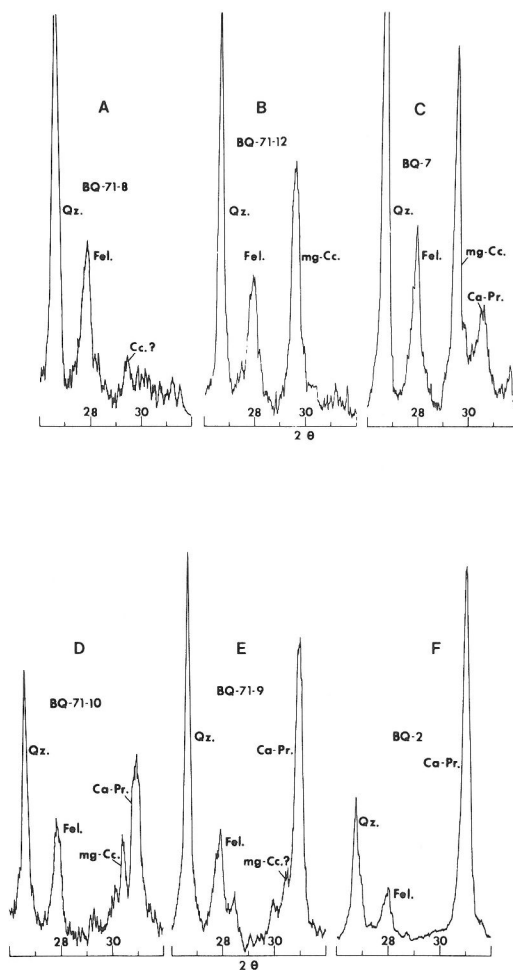 A
BQ-71-8
Qz.
Fel.
Cc.?
28 30
B
BQ-71-12
Qz.
Fel.
mg-Cc.
28 30
C
BQ-7
Qz.
Fel.
mg-Cc.
Ca-Pr.
28 30
2 θ
D
BQ-71-10
Qz.
Fel.
mg-Cc.
Ca-Pr.
28 30
E
BQ-71-9
Qz.
Fel.
mg-Cc.?
Ca-Pr.
28 30
F
BQ-2
Qz.
Fel.
Ca-Pr.
28 30
2 θ